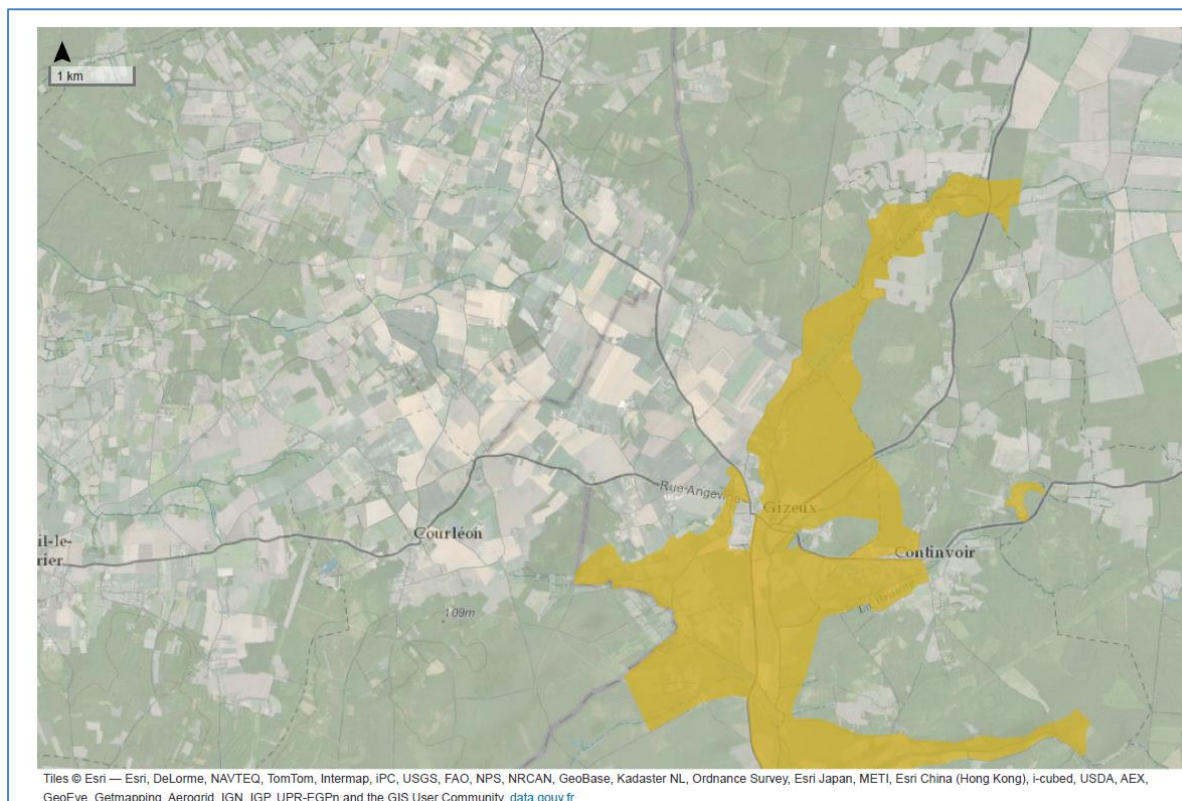 1 km
Rue-Angevine
Gizeux
Courléon
il-le-
rier
Continvoir
109m
Tiles © Esri — Esri, DeLorme, NAVTEQ, TomTom, Intermap, iPC, USGS, FAO, NPS, NRCAN, GeoBase, Kadaster NL, Ordnance Survey, Esri Japan, METI, Esri China (Hong Kong), i-cubed, USDA, AEX,
GeoEye, Getmapping, Aerogrid, IGN, IGP, UPR-EGPn and the GIS User Community, data.gouv.fr